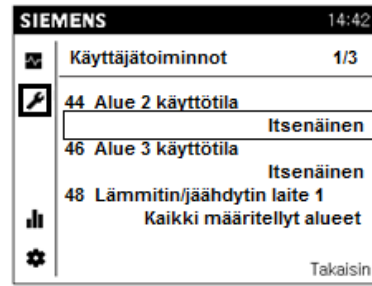 SIEMENS 14:42
Käyttäjätoiminnot 1/3
44 Alue 2 käyttötila
Itsenäinen
46 Alue 3 käyttötila
Itsenäinen
48 Lämmitin/jäähdytin laite 1
Kaikki määritellyt alueet
Takaisin